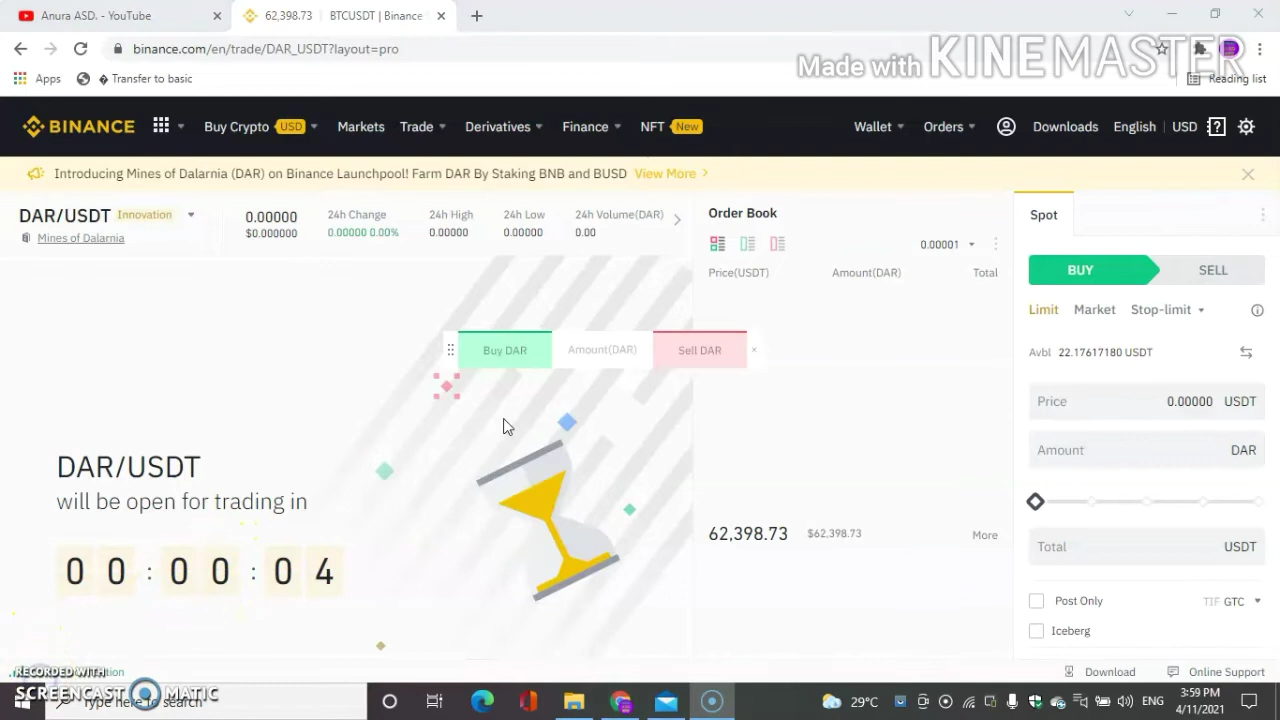 Anura ASD. - YouTube
62,398.73 | BTCUSDT | Binance
binance.com/en/trade/DAR_USDT?layout=pro
Made with KINEMASTER
Apps
Transfer to basic
Reading list
BINANCE
Buy Crypto USD
Markets
Trade
Derivatives
Finance
NFT New
Wallet
Orders
Downloads
English
USD
Introducing Mines of Dalarnia (DAR) on Binance Launchpool! Farm DAR By Staking BNB and BUSD View More
DAR/USDT Innovation
Mines of Dalarnia
0.00000
$0.000000
24h Change
0.00000 0.00%
24h High
0.00000
24h Low
0.00000
24h Volume(DAR)
0.00
Order Book
0.00001
Price(USDT) Amount(DAR) Total
62,398.73 $62,398.73 More
Buy DAR
Amount(DAR)
Sell DAR
DAR/USDT
will be open for trading in
00 : 00 : 04
Spot
BUY SELL
Limit Market Stop-limit
Avbl 22.17617180 USDT
Price 0.00000 USDT
Amount DAR
Total USDT
Post Only TIF GTC
Iceberg
Download
Online Support
RECORDED WITH
SCREENCAST MATIC
Type here to search
29°C
ENG
3:59 PM
4/11/2021